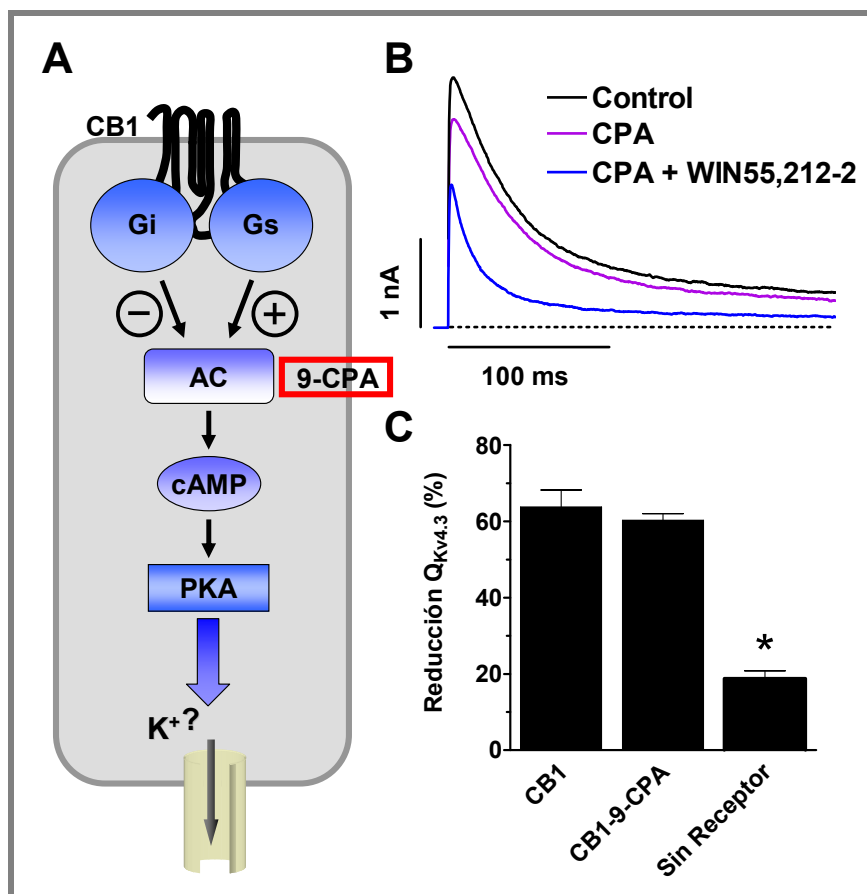 A
CB1
Gi
Gs
−
+
AC
9-CPA
cAMP
PKA
K+?
B
Control
CPA
CPA + WIN55,212-2
1 nA
100 ms
C
Reducción QKv4.3 (%)
80
60
40
20
0
*
CB1
CB1-9-CPA
Sin Receptor